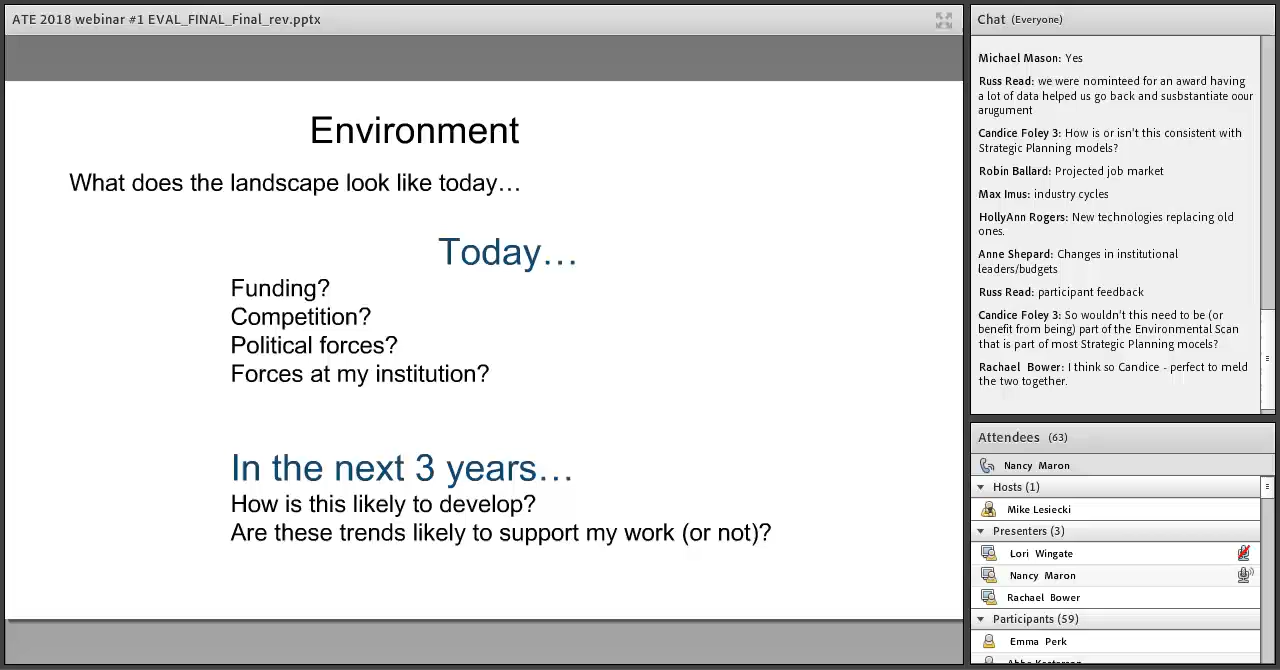 ATE 2018 webinar #1 EVAL_FINAL_Final_rev.pptx
Environment
What does the landscape look like today…
Today…
Funding?
Competition?
Political forces?
Forces at my institution?
In the next 3 years…
How is this likely to develop?
Are these trends likely to support my work (or not)?
Chat (Everyone)
Michael Mason: Yes
Russ Read: we were nominteed for an award having
a lot of data helped us go back and susbstantiate oour
arugument
Candice Foley 3: How is or isn't this consistent with
Strategic Planning models?
Robin Ballard: Projected job market
Max Imus: industry cycles
HollyAnn Rogers: New technologies replacing old
ones.
Anne Shepard: Changes in institutional
leaders/budgets
Russ Read: participant feedback
Candice Foley 3: So wouldn't this need to be (or
benefit from being) part of the Environmental Scan
that is part of most Strategic Planning mocels?
Rachael Bower: I think so Candice - perfect to meld
the two together.
Attendees (63)
Nancy Maron
Hosts (1)
Mike Lesiecki
Presenters (3)
Lori Wingate
Nancy Maron
Rachael Bower
Participants (59)
Emma Perk